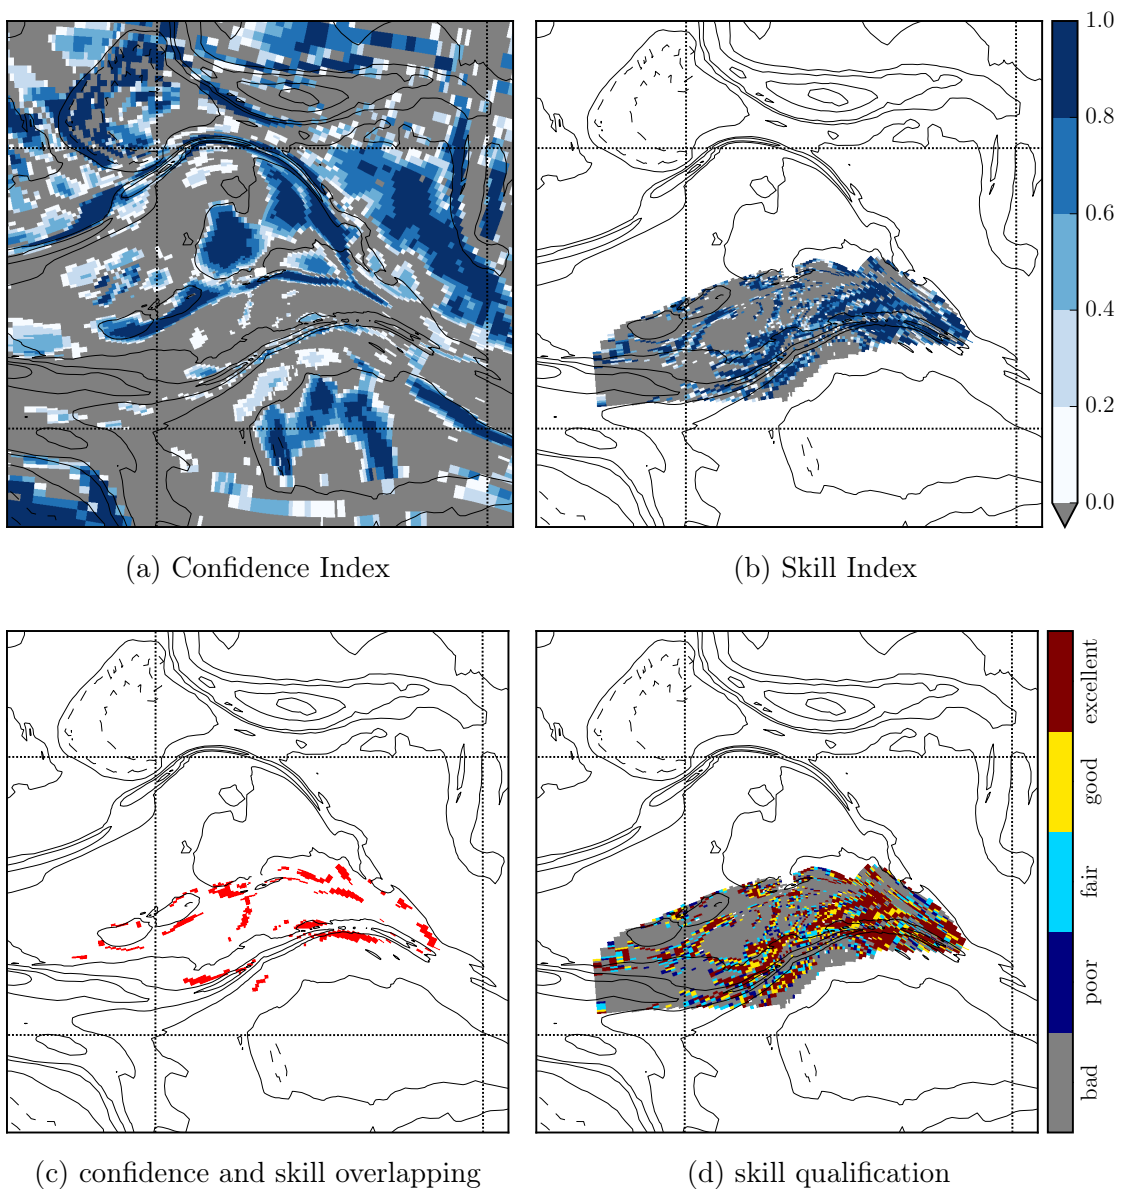 1.0
0.8
0.6
0.4
0.2
0.0
(a) Confidence Index
(b) Skill Index
excellent
good
fair
poor
bad
(c) confidence and skill overlapping
(d) skill qualification